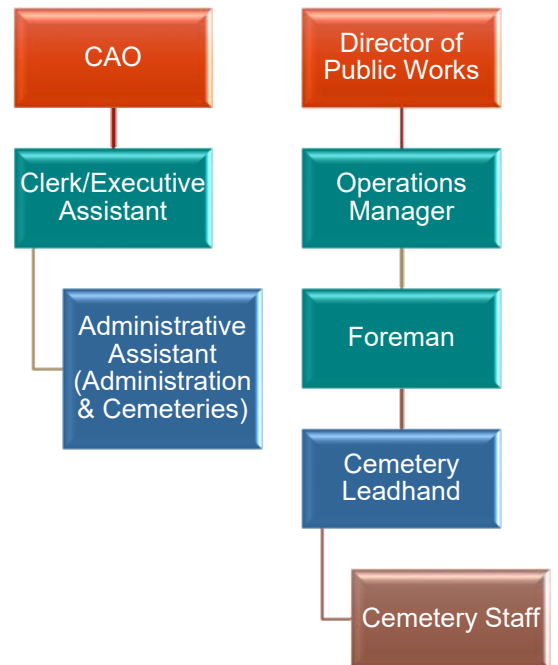 CAO
Clerk/Executive
Assistant
Administrative
Assistant
(Administration
& Cemeteries)
Director of
Public Works
Operations
Manager
Foreman
Cemetery
Leadhand
Cemetery Staff